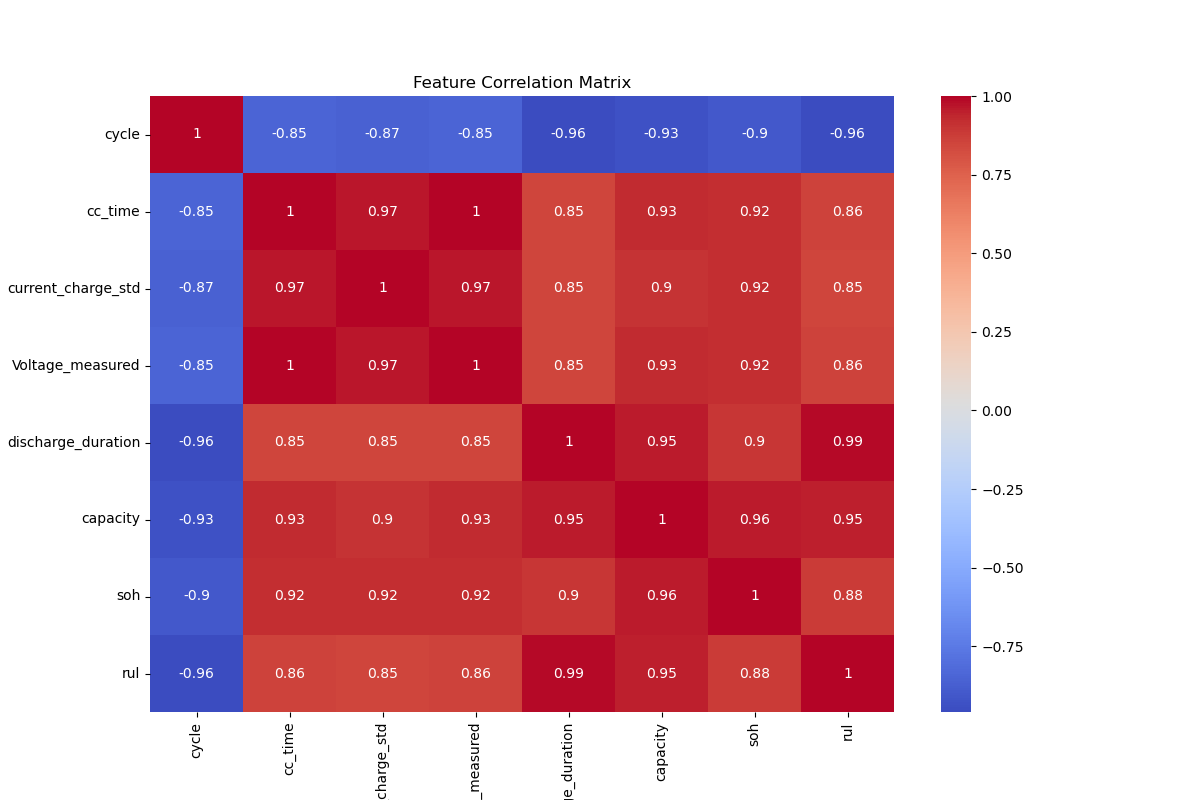 Feature Correlation Matrix
cycle 1 -0.85 -0.87 -0.85 -0.96 -0.93 -0.9 -0.96
cc_time -0.85 1 0.97 1 0.85 0.93 0.92 0.86
current_charge_std -0.87 0.97 1 0.97 0.85 0.9 0.92 0.85
Voltage_measured -0.85 1 0.97 1 0.85 0.93 0.92 0.86
discharge_duration -0.96 0.85 0.85 0.85 1 0.95 0.9 0.99
capacity -0.93 0.93 0.9 0.93 0.95 1 0.96 0.95
soh -0.9 0.92 0.92 0.92 0.9 0.96 1 0.88
rul -0.96 0.86 0.85 0.86 0.99 0.95 0.88 1
cycle
cc_time
charge_std
_measured
ge_duration
capacity
soh
rul
1.00
0.75
0.50
0.25
0.00
−0.25
−0.50
−0.75